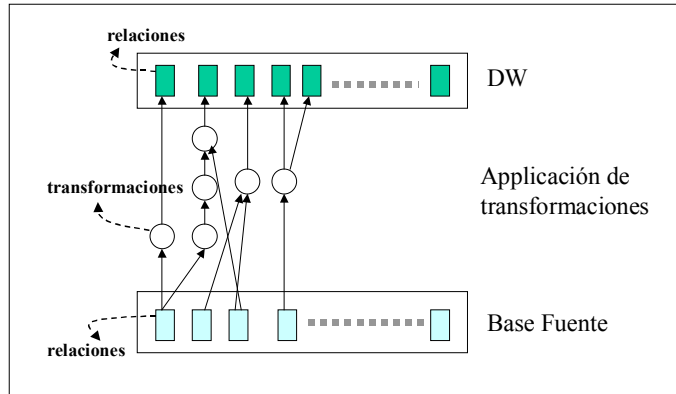 relaciones
DW
transformaciones
Applicación de
transformaciones
Base Fuente
relaciones